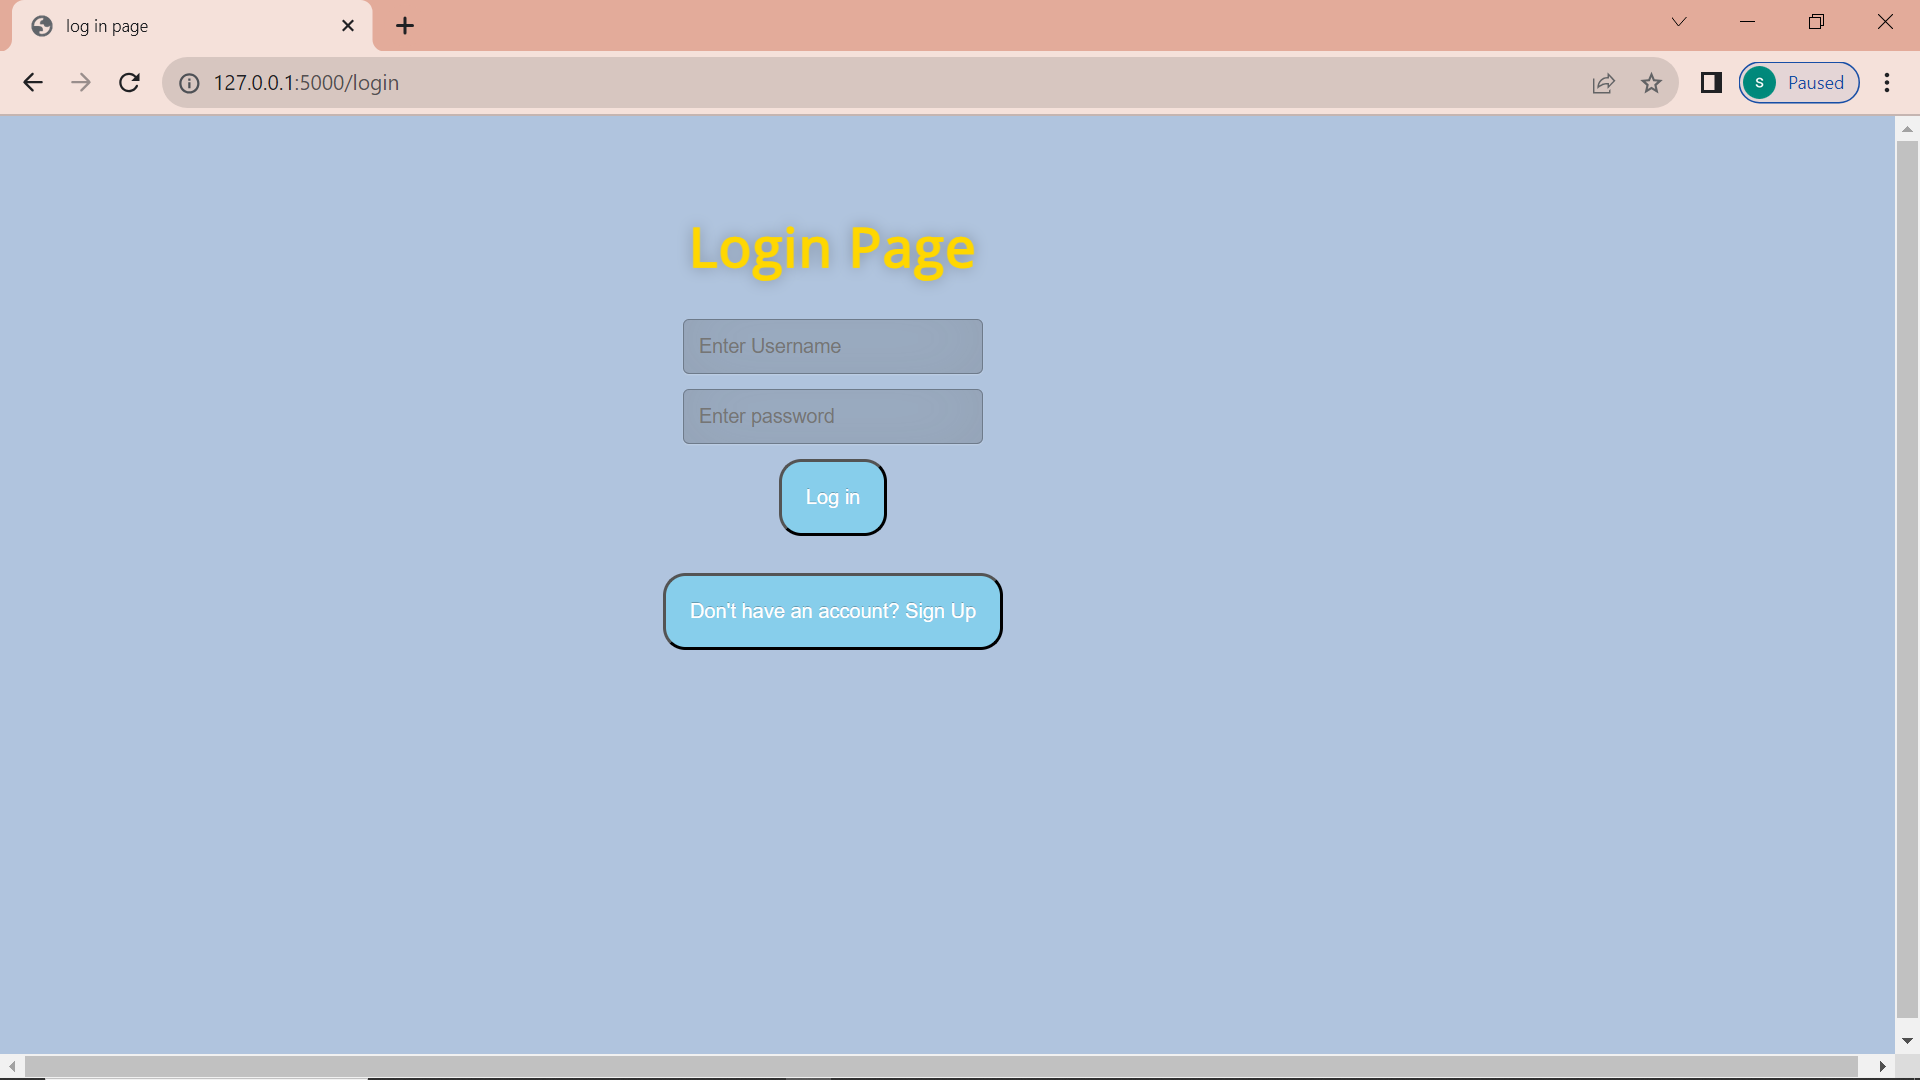 log in page
127.0.0.1:5000/login
S
Paused
Login Page
Enter Username
Enter password
Log in
Don't have an account? Sign Up